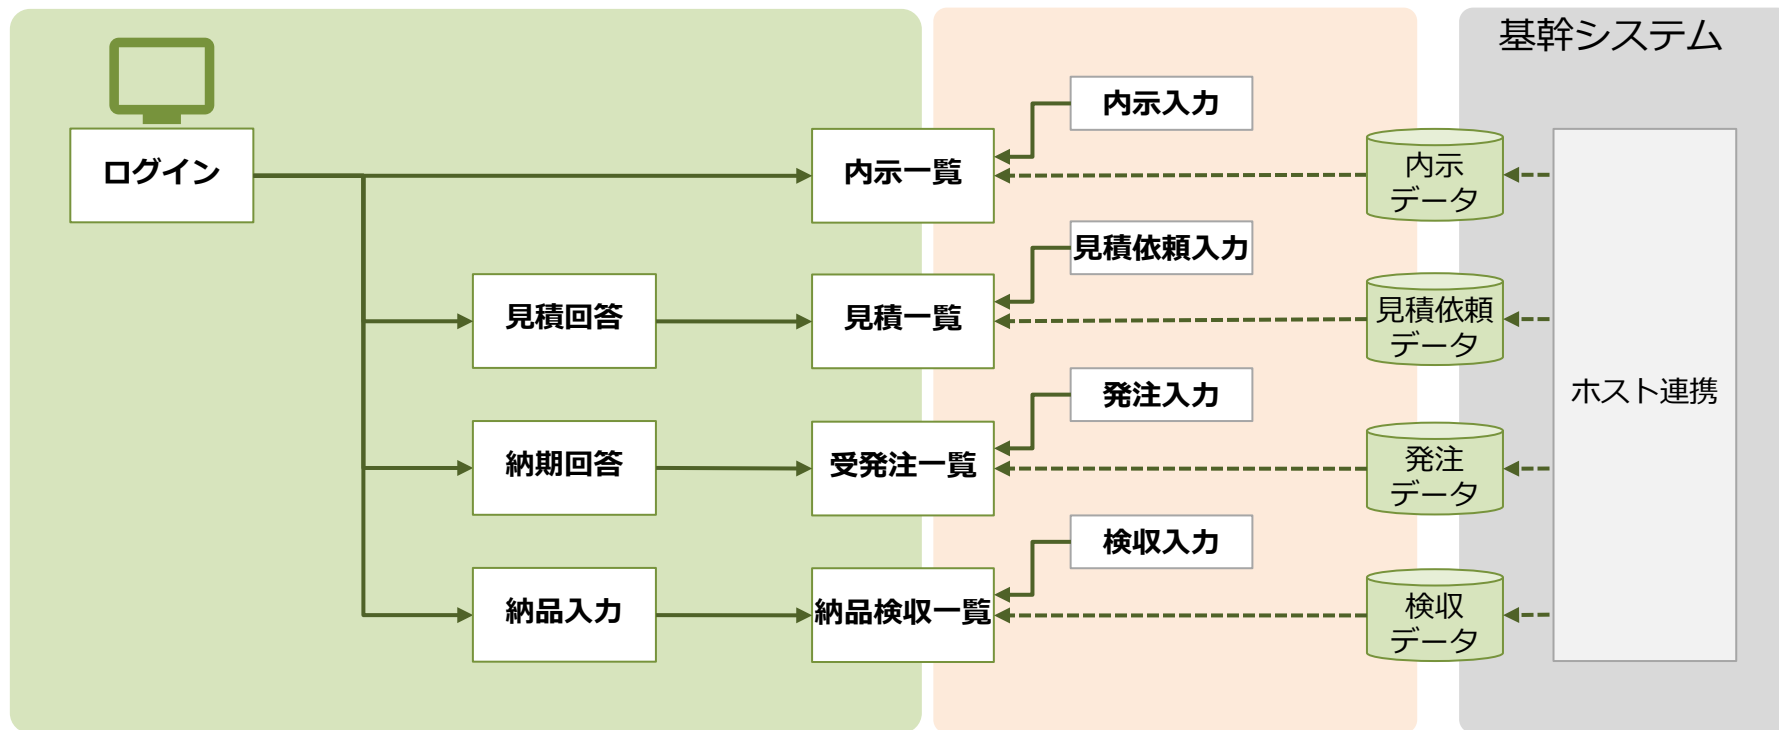 基幹システム
ログイン
内示一覧
内示入力
内示
データ
見積回答
見積一覧
見積依頼入力
見積依頼
データ
納期回答
受発注一覧
発注入力
発注
データ
納品入力
納品検収一覧
検収入力
検収
データ
ホスト連携